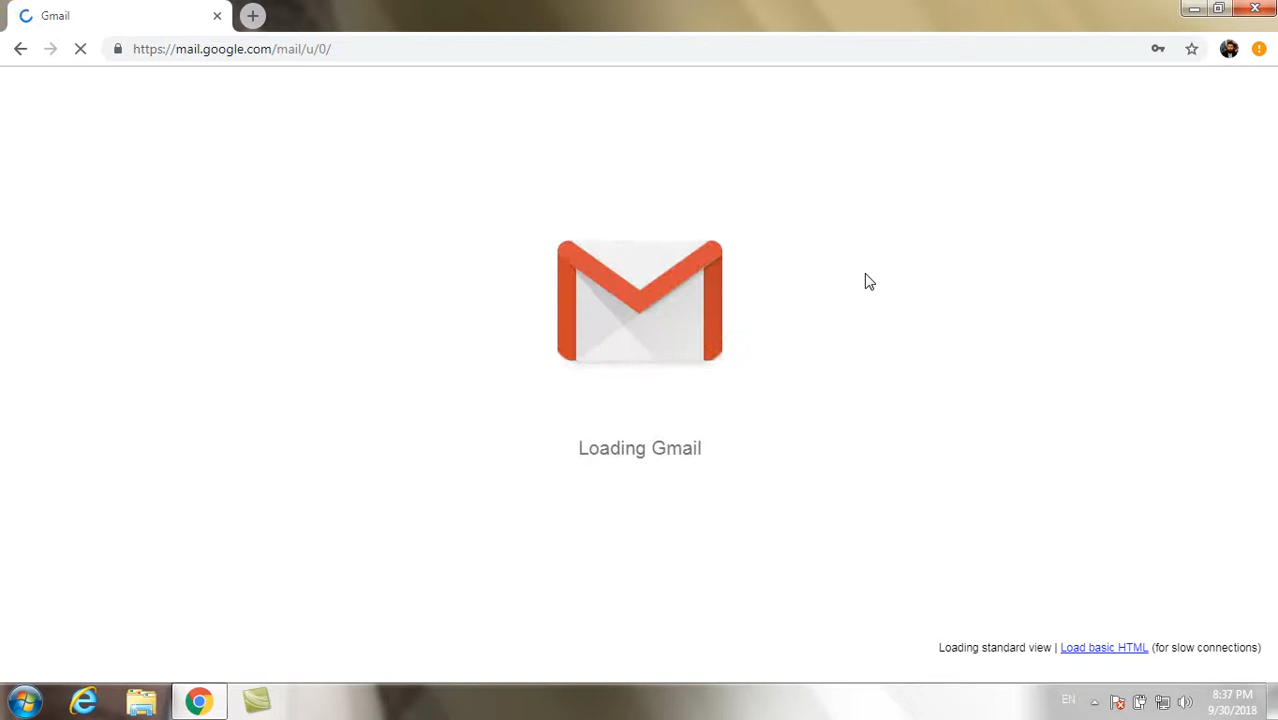 Gmail
https://mail.google.com/mail/u/0/
Loading Gmail
Loading standard view | Load basic HTML (for slow connections)
EN
8:37 PM
9/30/2018